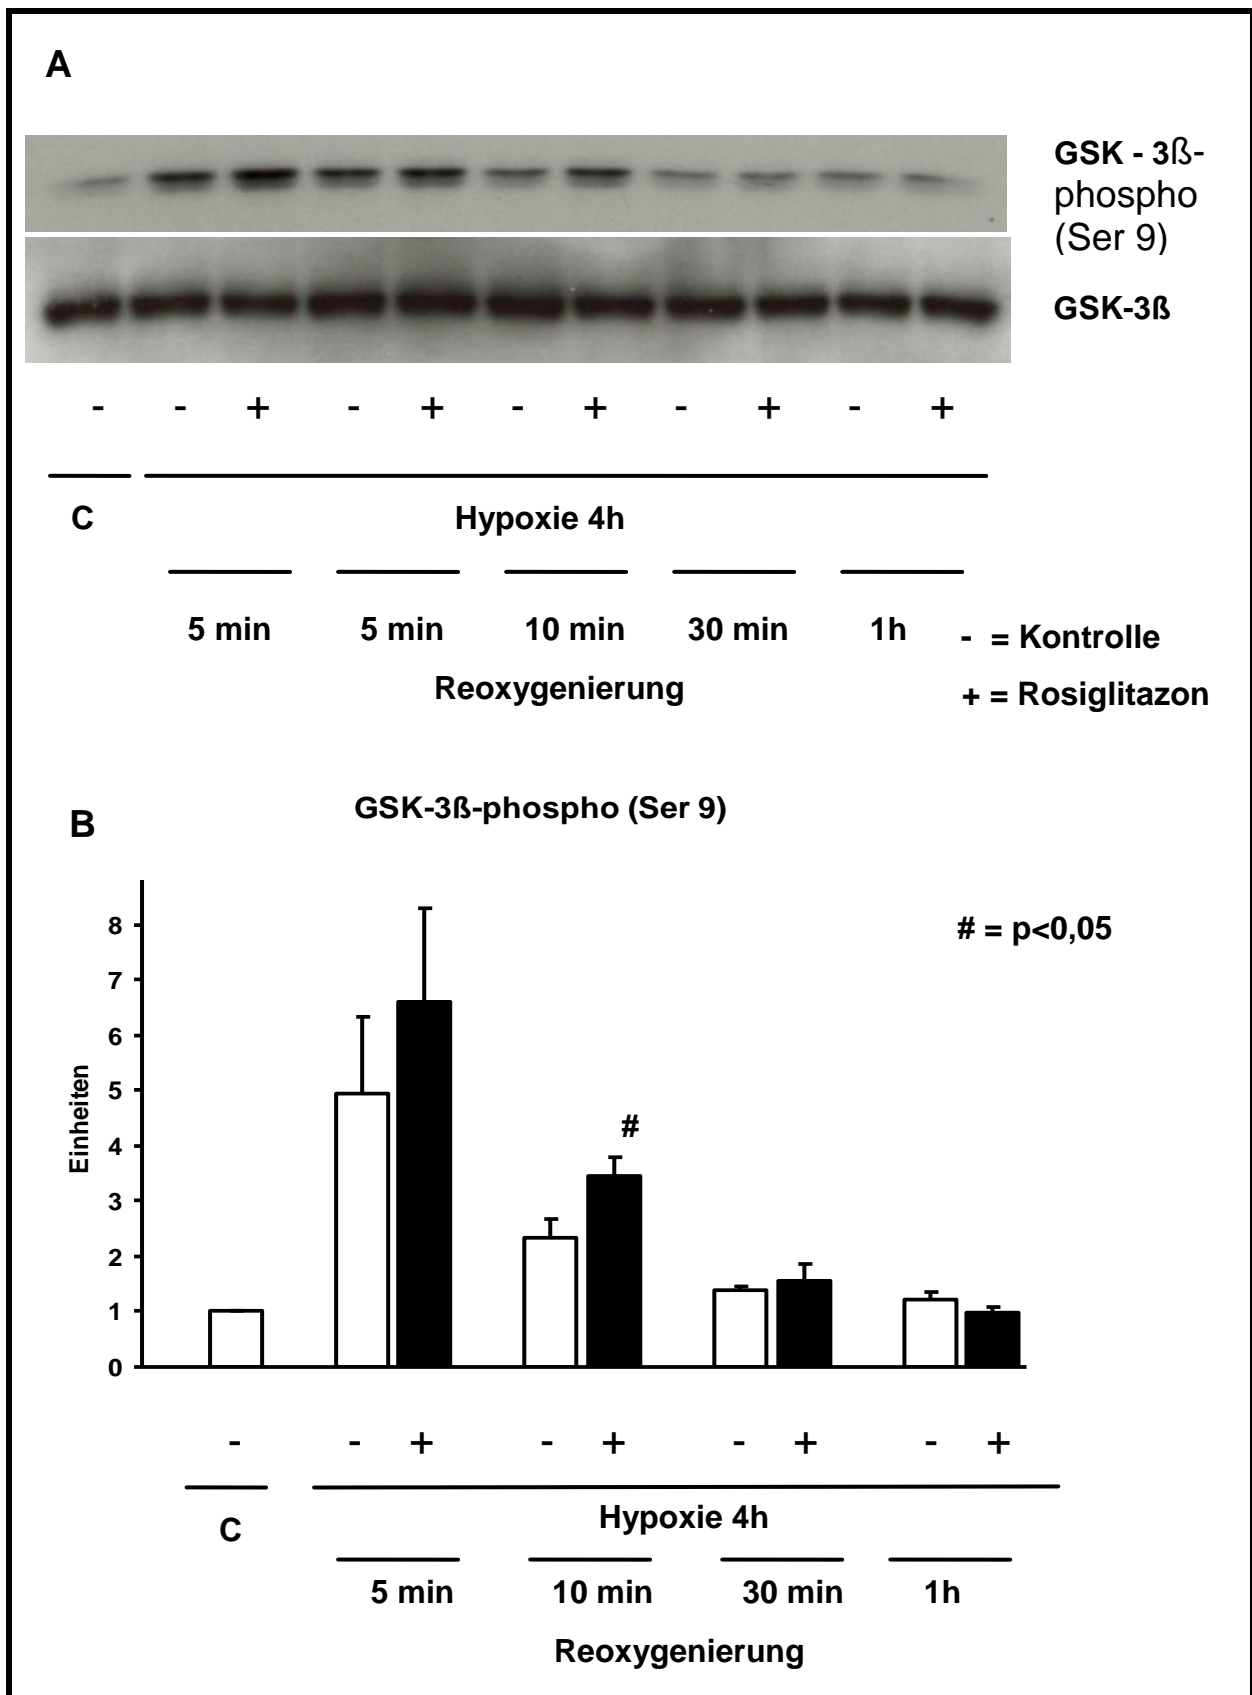 A
GSK - 3ß-
phospho
(Ser 9)
GSK-3ß
- - + - + - + - + - +
C Hypoxie 4h
5 min 5 min 10 min 30 min 1h
Reoxygenierung
- = Kontrolle
+ = Rosiglitazon
B
GSK-3ß-phospho (Ser 9)
# = p<0,05
Einheiten
8
7
6
5
4
3
2
1
0
#
- - + - + - + - +
C Hypoxie 4h
5 min 10 min 30 min 1h
Reoxygenierung